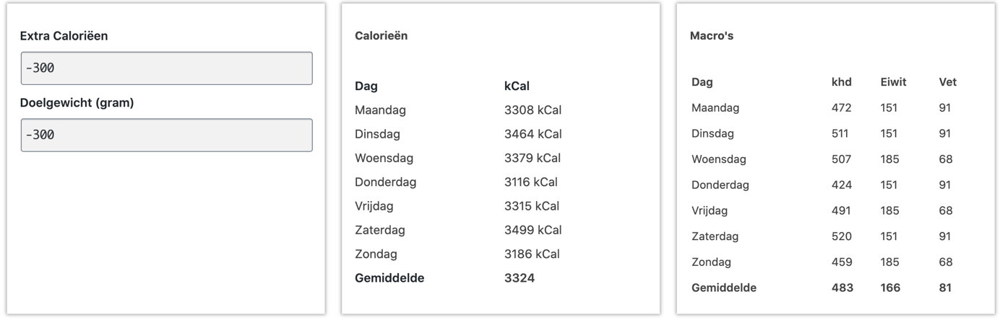 Extra Caloriëen
-300
Doelgewicht (gram)
-300
Calorieën
Dag kCal
Maandag 3308 kCal
Dinsdag 3464 kCal
Woensdag 3379 kCal
Donderdag 3116 kCal
Vrijdag 3315 kCal
Zaterdag 3499 kCal
Zondag 3186 kCal
Gemiddelde 3324
Macro's
Dag khd Eiwit Vet
Maandag 472 151 91
Dinsdag 511 151 91
Woensdag 507 185 68
Donderdag 424 151 91
Vrijdag 491 185 68
Zaterdag 520 151 91
Zondag 459 185 68
Gemiddelde 483 166 81